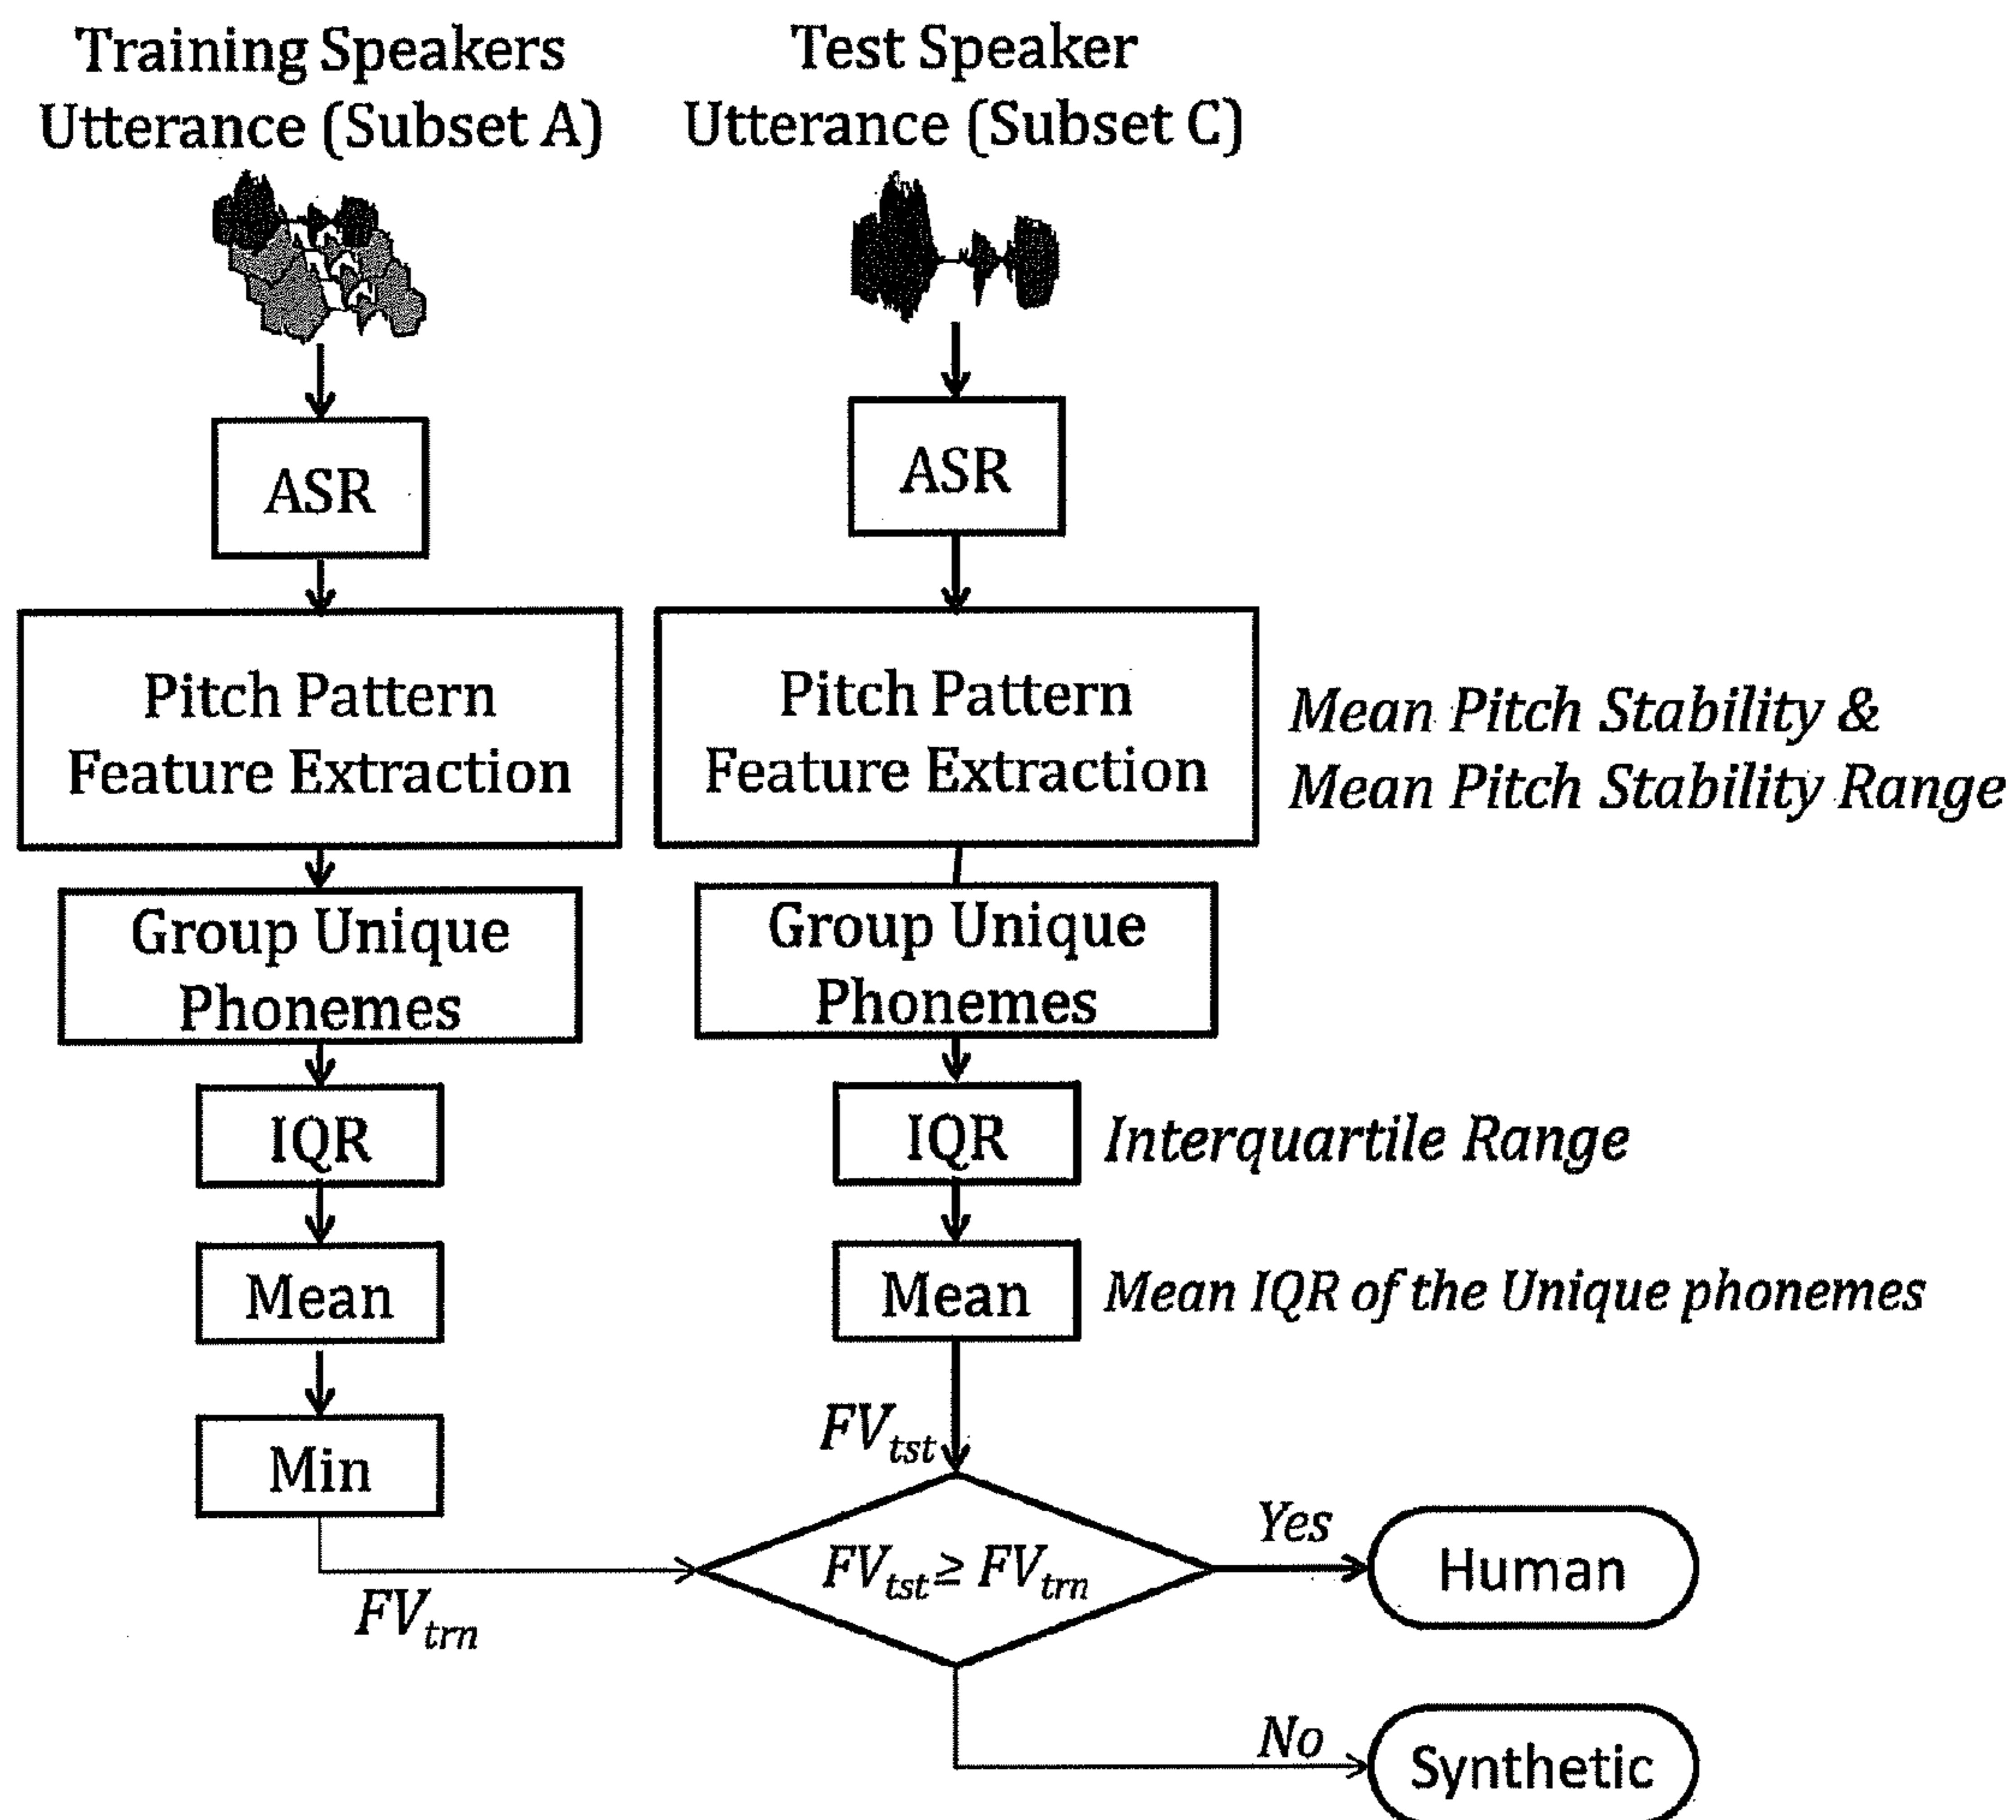 Training Speakers
Utterance (Subset A)
Test Speaker
Utterance (Subset C)
ASR
ASR
Pitch Pattern
Feature Extraction
Pitch Pattern
Feature Extraction
Mean Pitch Stability &
Mean Pitch Stability Range
Group Unique
Phonemes
Group Unique
Phonemes
IQR
IQR
Interquartile Range
Mean
Mean
Mean IQR of the Unique phonemes
Min
FVtst
FVtrn
FVtst ≥ FVtrn
Yes
Human
No
Synthetic